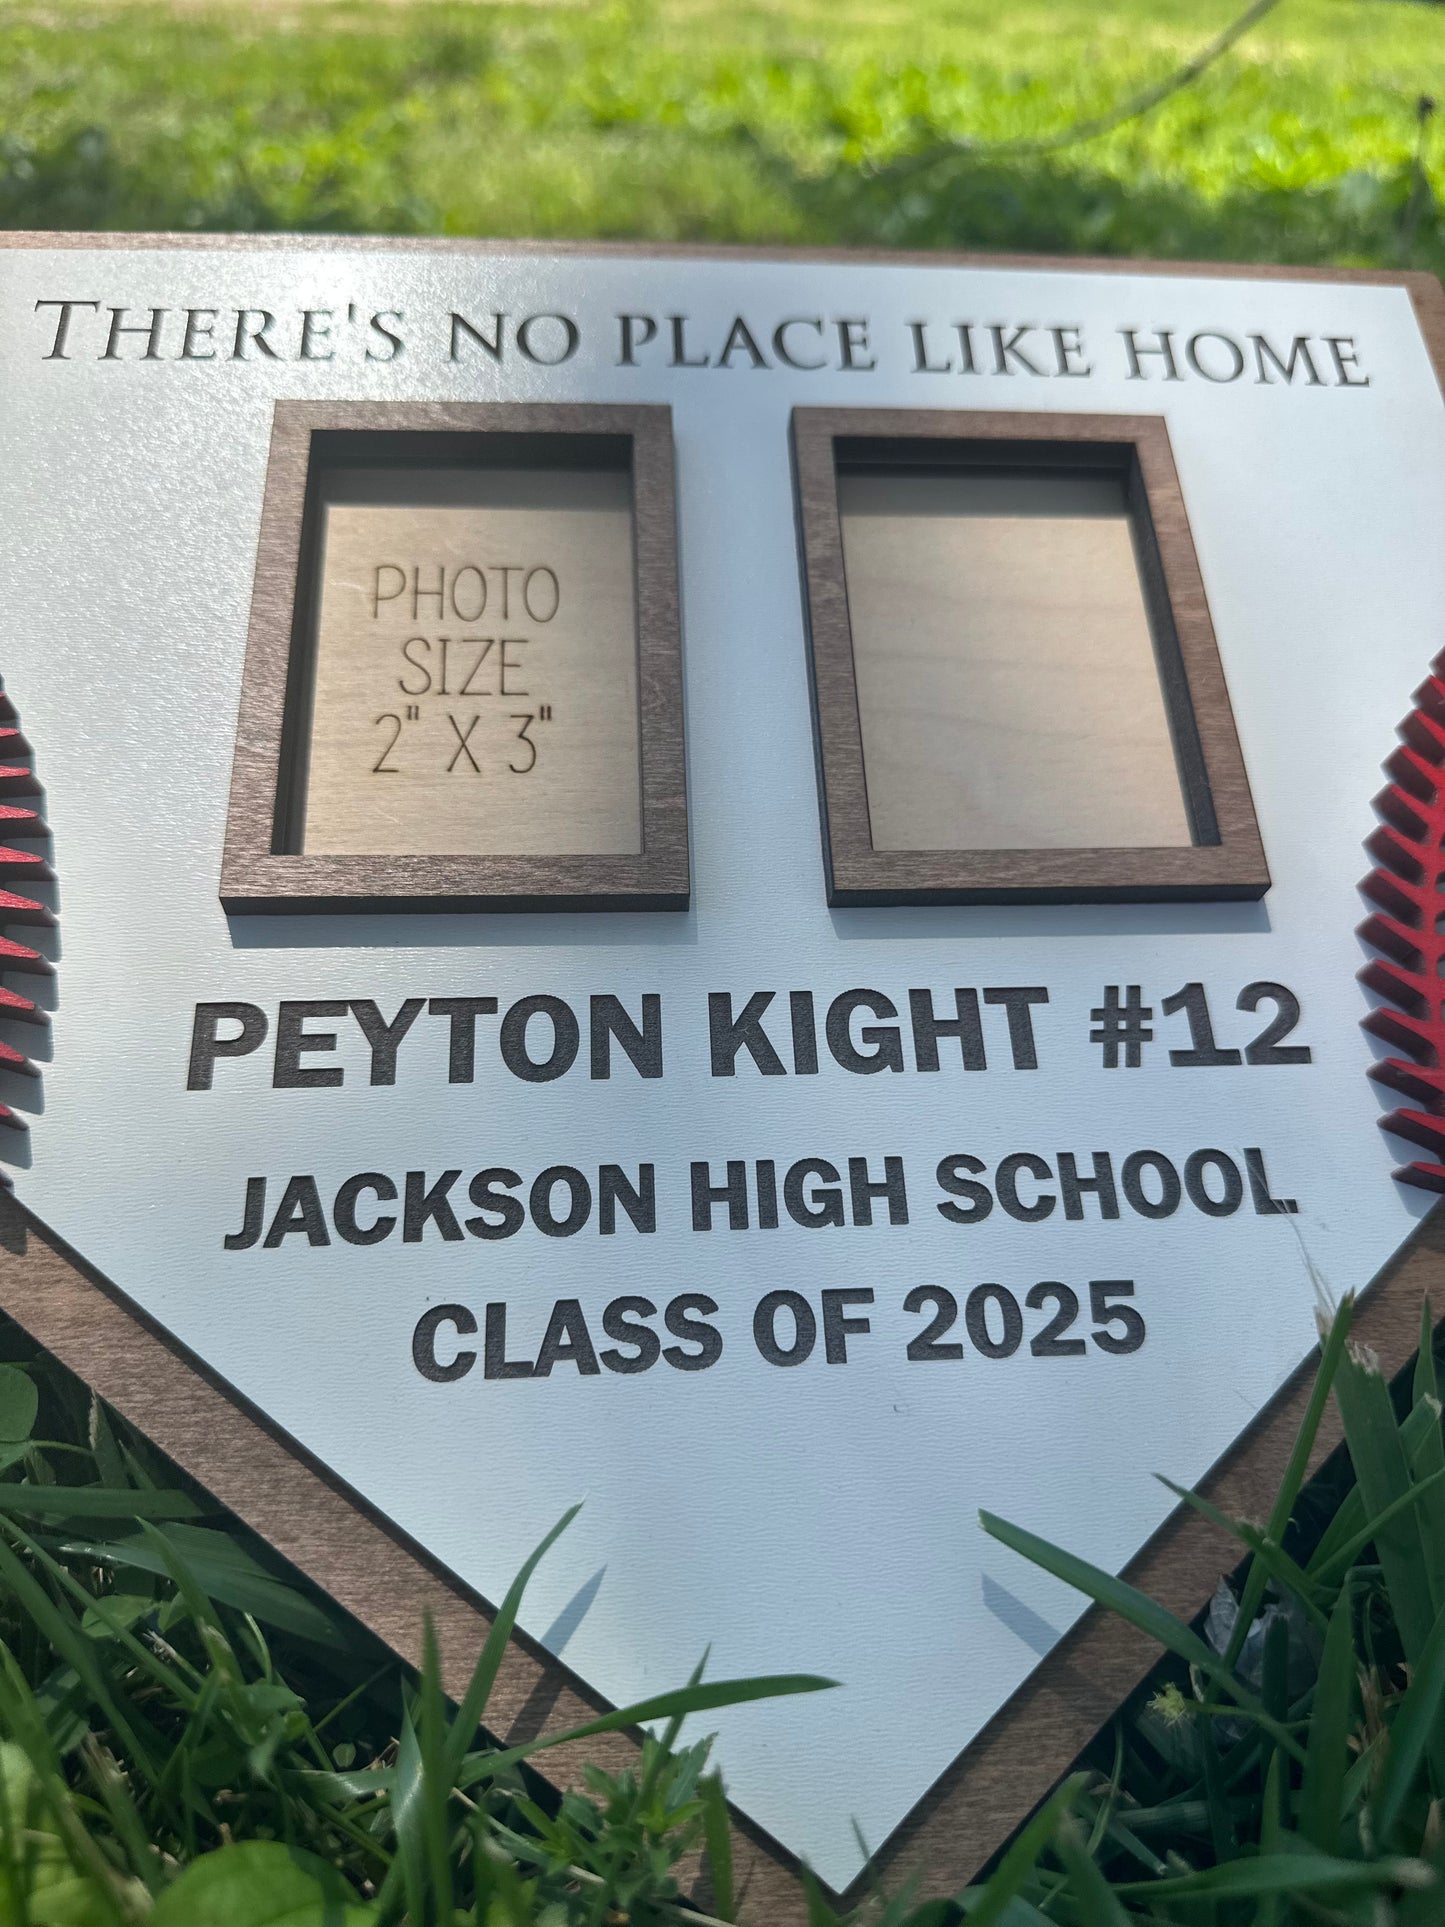 THERE'S NO PLACE LIKE HOME
PHOTO
SIZE
2" X 3"
PEYTON KIGHT #12
JACKSON HIGH SCHOOL
CLASS OF 2025